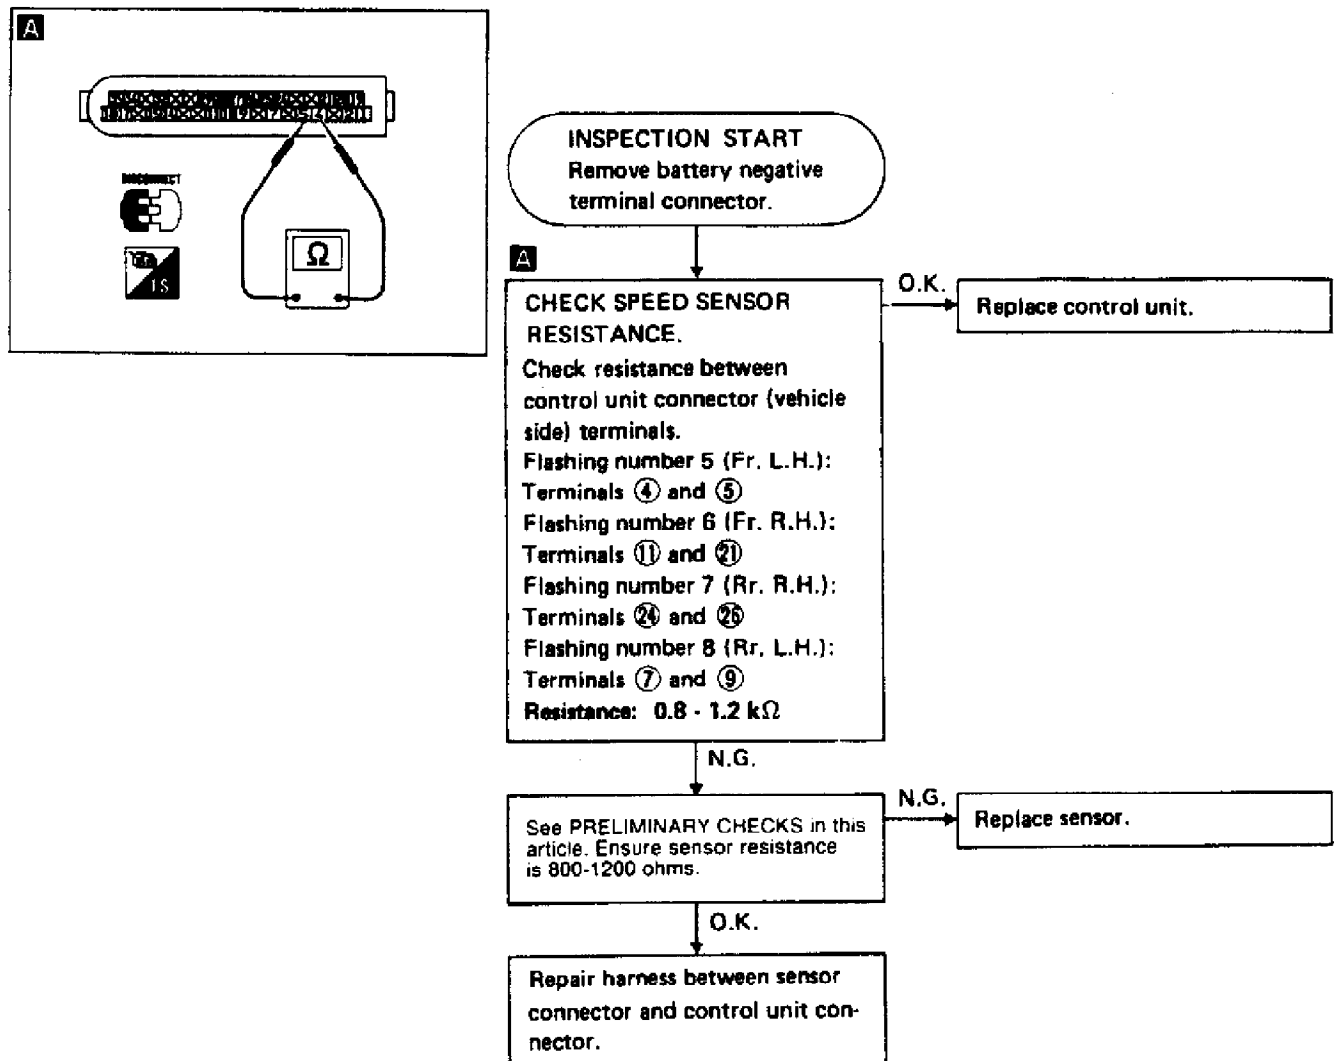 A
DISCONNECT
T.S
Ω
INSPECTION START
Remove battery negative
terminal connector.
A
CHECK SPEED SENSOR
RESISTANCE.
Check resistance between
control unit connector (vehicle
side) terminals.
Flashing number 5 (Fr. L.H.):
Terminals ④ and ⑤
Flashing number 6 (Fr. R.H.):
Terminals ⑪ and ㉑
Flashing number 7 (Rr. R.H.):
Terminals ㉔ and ㉖
Flashing number 8 (Rr. L.H.):
Terminals ⑦ and ⑨
Resistance: 0.8 - 1.2 kΩ
O.K.
Replace control unit.
N.G.
See PRELIMINARY CHECKS in this
article. Ensure sensor resistance
is 800-1200 ohms.
N.G.
Replace sensor.
O.K.
Repair harness between sensor
connector and control unit con-
nector.